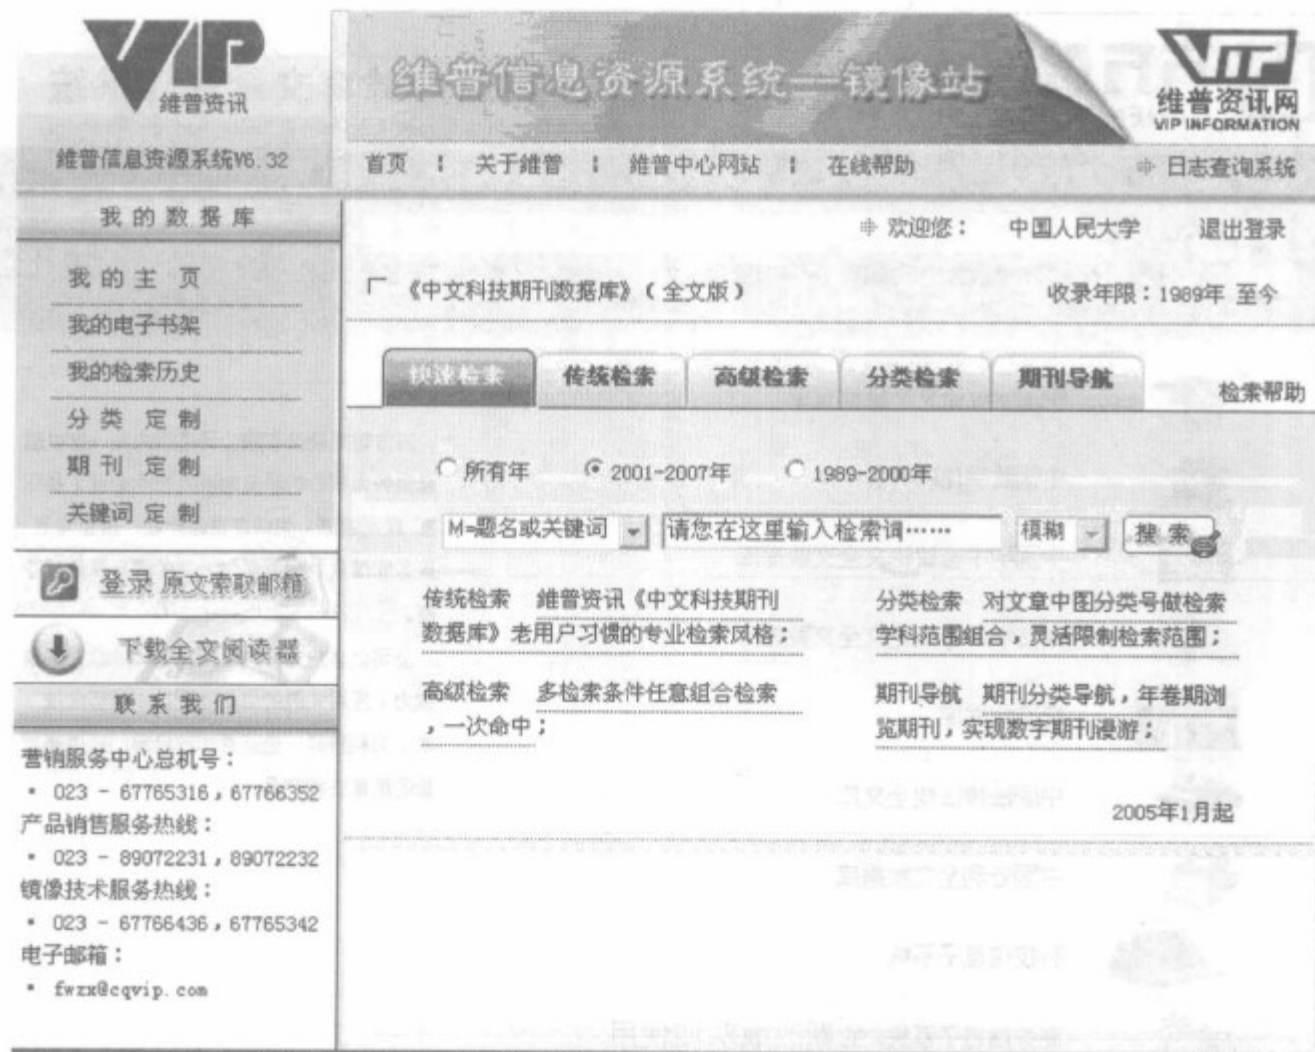 VIP
維普资讯
維普信息资源系统V6.32
维普信息资源系统—镜像站
VIP
维普资讯网
VIP INFORMATION
首页 ┆ 关于維普 ┆ 維普中心网站 ┆ 在线帮助
日志查询系统
我的数据库
我的主页
我的电子书架
我的检索历史
分类 定制
期刊 定制
关键词 定制
登录 原文索取邮箱
下载全文阅读器
联系我们
营销服务中心总机号：
▪ 023 - 67765316，67766352
产品销售服务热线：
▪ 023 - 89072231，89072232
镜像技术服务热线：
▪ 023 - 67766436，67765342
电子邮箱：
▪ fwzx@cqvip.com
欢迎您： 中国人民大学 退出登录
《中文科技期刊数据库》（全文版） 收录年限：1989年 至今
快速检索 传统检索 高级检索 分类检索 期刊导航 检索帮助
所有年 2001-2007年 1989-2000年
M=题名或关键词 请您在这里输入检索词…… 模糊 搜索
传统检索 維普资讯《中文科技期刊
数据库》老用户习惯的专业检索风格；
分类检索 对文章中图分类号做检索
学科范围组合，灵活限制检索范围；
高级检索 多检索条件任意组合检索
，一次命中；
期刊导航 期刊分类导航，年卷期浏
览期刊，实现数字期刊漫游；
2005年1月起